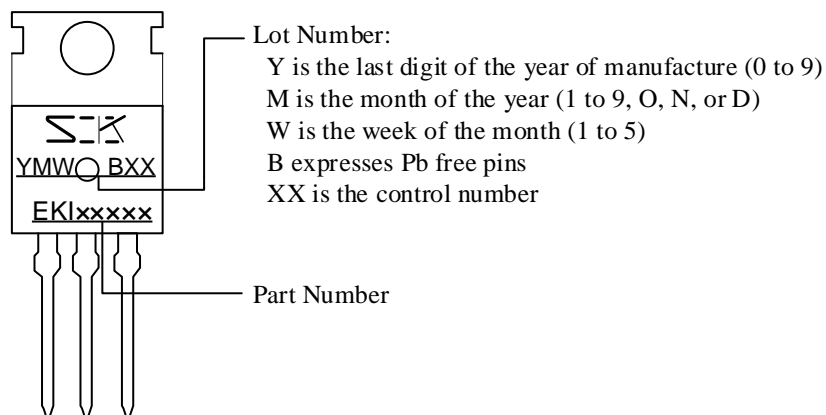 Lot Number:
Y is the last digit of the year of manufacture (0 to 9)
M is the month of the year (1 to 9, O, N, or D)
W is the week of the month (1 to 5)
B expresses Pb free pins
XX is the control number
SK
YMW○ BXX
EKI×××××
Part Number